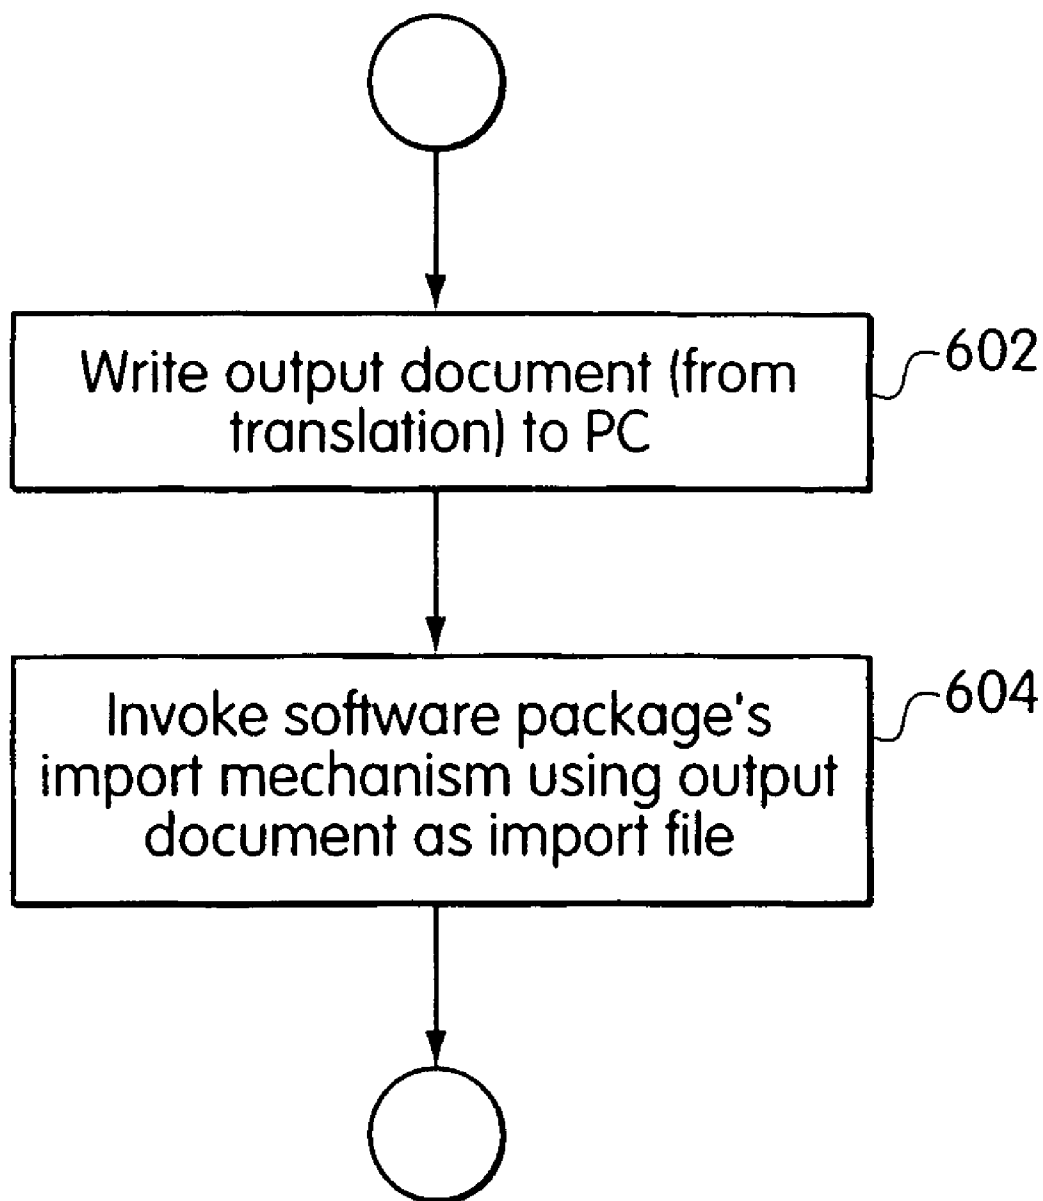 Write output document (from
translation) to PC
602
Invoke software package's
import mechanism using output
document as import file
604